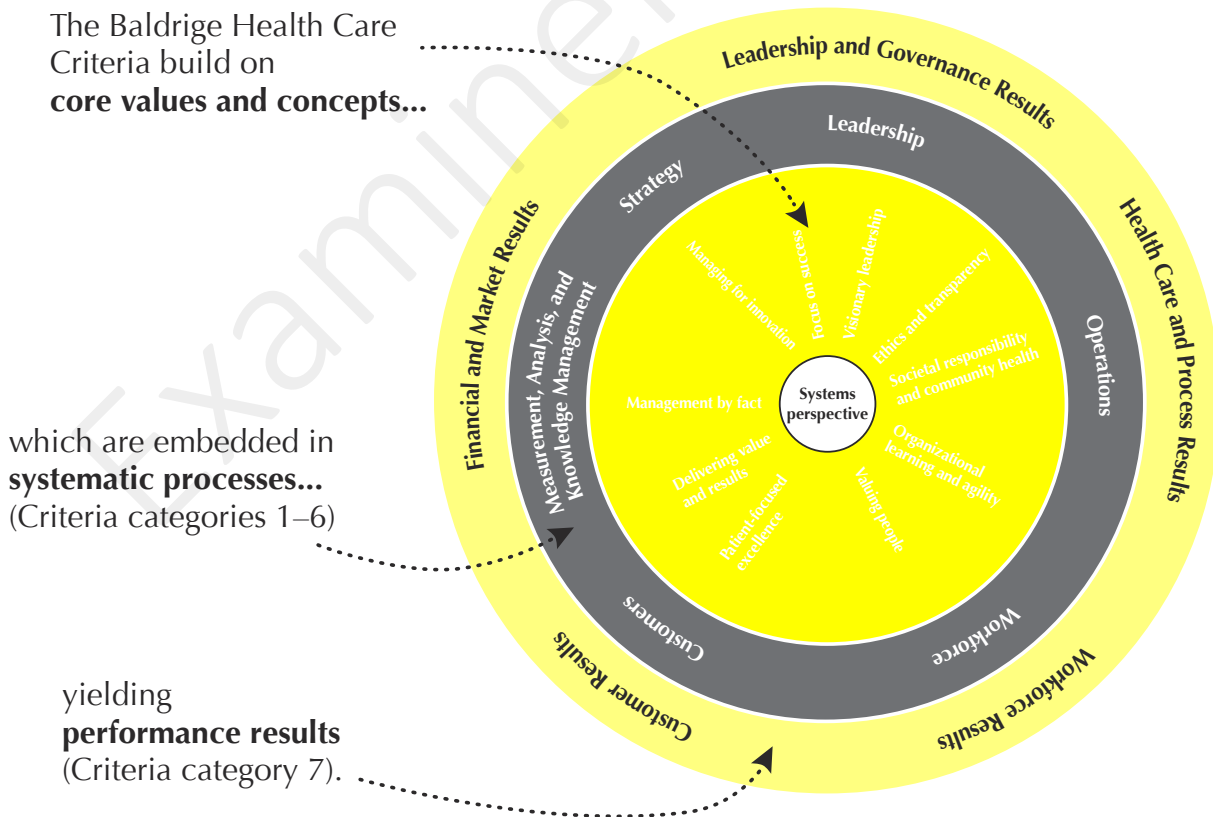 The Baldrige Health Care
Criteria build on
core values and concepts...
which are embedded in
systematic processes...
(Criteria categories 1–6)
yielding
performance results
(Criteria category 7).
Leadership and Governance Results
Health Care and Process Results
Workforce Results
Customer Results
Financial and Market Results
Leadership
Operations
Workforce
Customers
Measurement, Analysis, and
Knowledge Management
Strategy
Focus on success
Visionary leadership
Ethics and transparency
Societal responsibility
and community health
Organizational
learning and agility
Valuing people
Patient-focused
excellence
Delivering value
and results
Management by fact
Managing for innovation
Systems
perspective
Examine